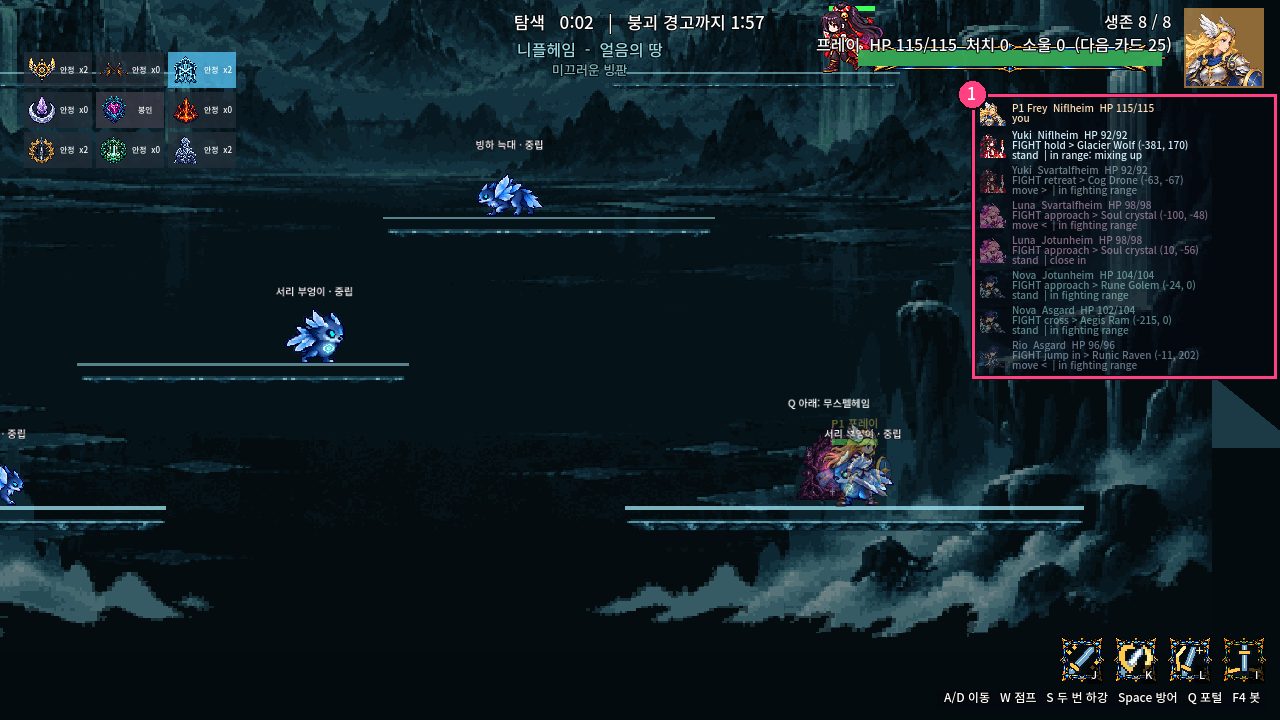 탐색 0:02 | 붕괴 경고까지 1:57
니플헤임 - 얼음의 땅
미끄러운 빙판
생존 8 / 8
프레이 HP 115/115 처치 0 소울 0 (다음 카드 25)
안정 x2
안정 x0
안정 x2
안정 x0
봉인
안정 x0
안정 x2
안정 x0
안정 x2
1
P1 Frey Niflheim HP 115/115
you
Yuki Niflheim HP 92/92
FIGHT hold > Glacier Wolf (-381, 170)
stand | in range: mixing up
Yuki Svartalfheim HP 92/92
FIGHT retreat > Cog Drone (-63, -67)
move > | in fighting range
Luna Svartalfheim HP 98/98
FIGHT approach > Soul crystal (-100, -48)
move < | in fighting range
Luna Jotunheim HP 98/98
FIGHT approach > Soul crystal (10, -56)
stand | close in
Nova Jotunheim HP 104/104
FIGHT approach > Rune Golem (-24, 0)
stand | in fighting range
Nova Asgard HP 102/104
FIGHT cross > Aegis Ram (-215, 0)
stand | in fighting range
Rio Asgard HP 96/96
FIGHT jump in > Runic Raven (-11, 202)
move < | in fighting range
빙하 늑대 · 중립
서리 부엉이 · 중립
· 중립
Q 아래: 무스펠헤임
P1 프레이
서리 부엉이 · 중립
J
K
L
I
A/D 이동 W 점프 S 두 번 하강 Space 방어 Q 포털 F4 봇